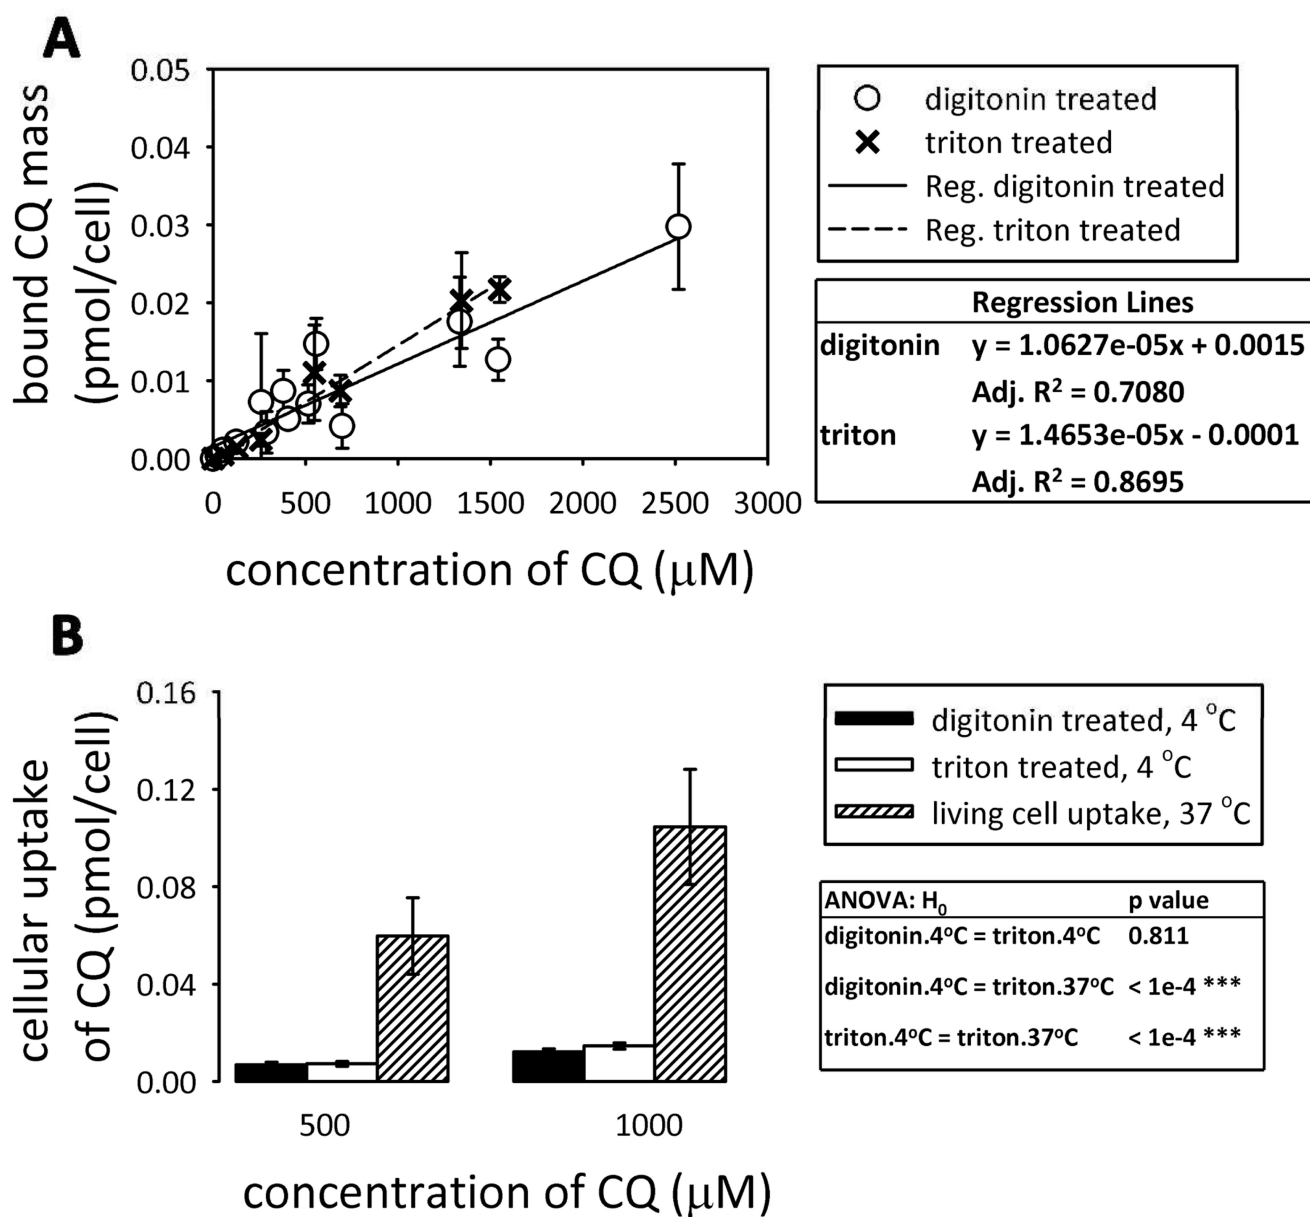 A
0.05
0.04
0.03
0.02
0.01
0.00
bound CQ mass
(pmol/cell)
0 500 1000 1500 2000 2500 3000
concentration of CQ (μM)
digitonin treated
triton treated
Reg. digitonin treated
Reg. triton treated
Regression Lines
digitonin y = 1.0627e-05x + 0.0015
Adj. R² = 0.7080
triton y = 1.4653e-05x - 0.0001
Adj. R² = 0.8695
B
0.16
0.12
0.08
0.04
0.00
cellular uptake
of CQ (pmol/cell)
500 1000
concentration of CQ (μM)
digitonin treated, 4 °C
triton treated, 4 °C
living cell uptake, 37 °C
ANOVA: H₀ p value
digitonin.4°C = triton.4°C 0.811
digitonin.4°C = triton.37°C < 1e-4 ***
triton.4°C = triton.37°C < 1e-4 ***